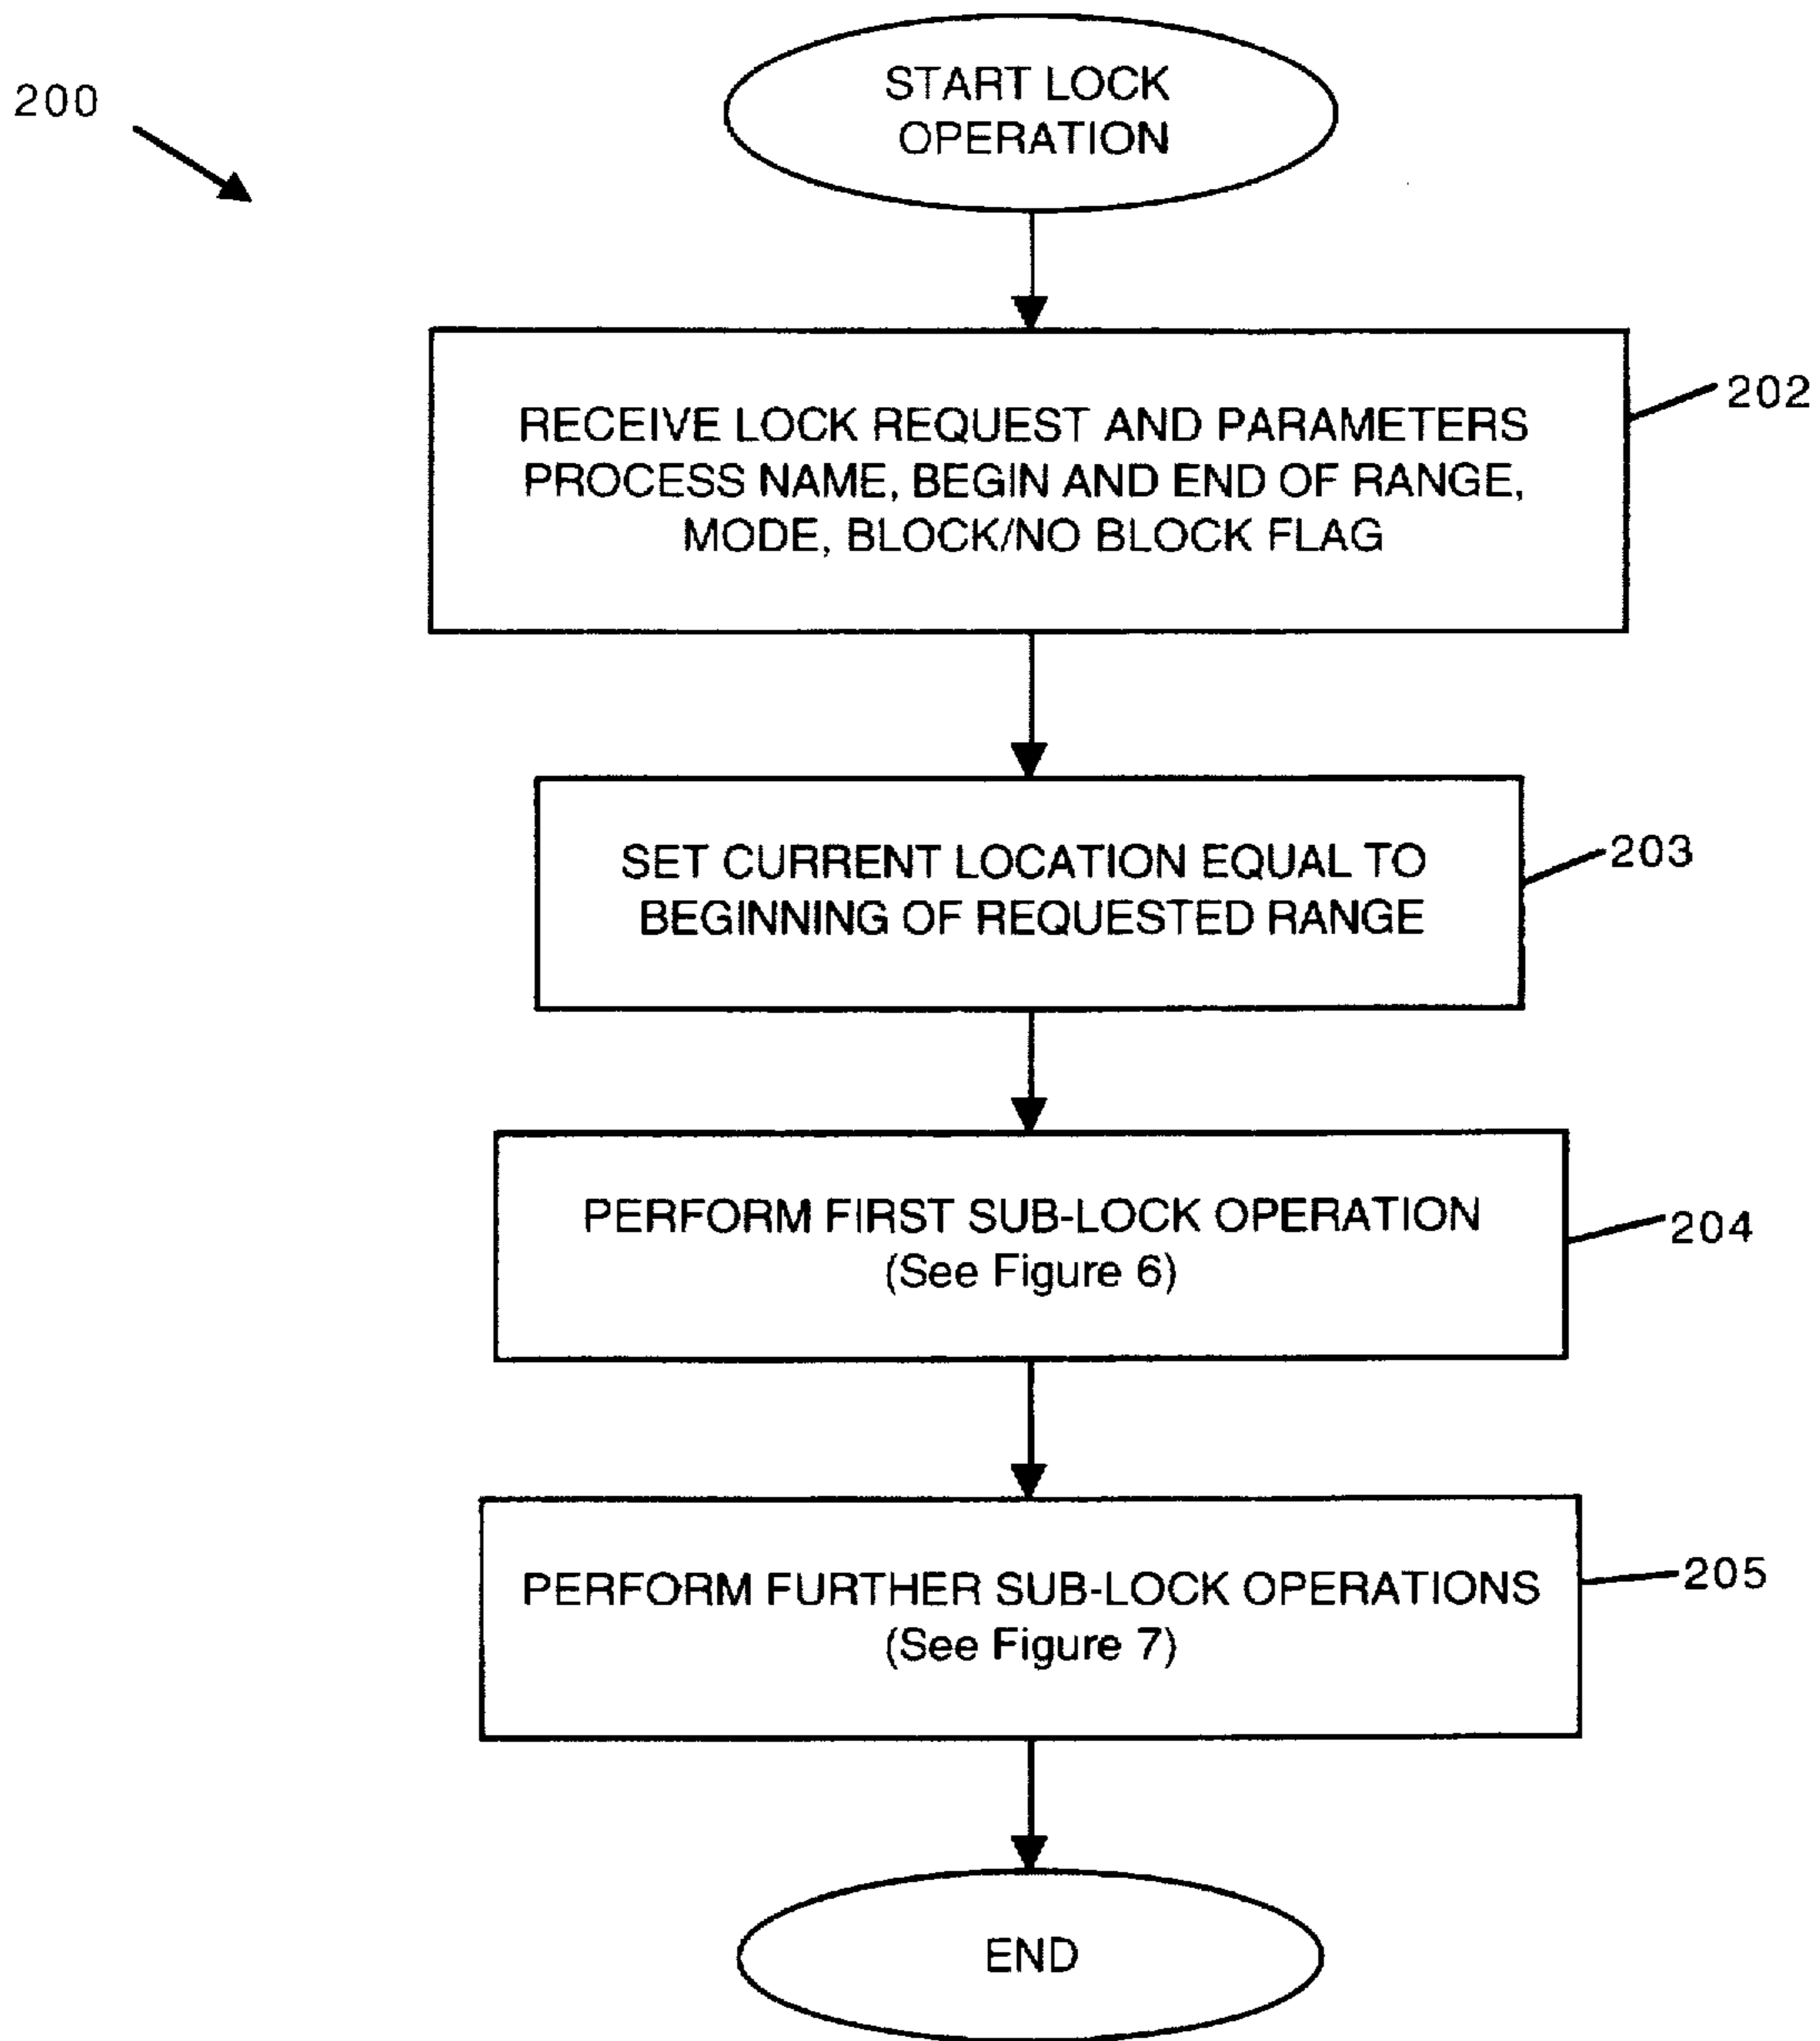 200
START LOCK
OPERATION
RECEIVE LOCK REQUEST AND PARAMETERS
PROCESS NAME, BEGIN AND END OF RANGE,
MODE, BLOCK/NO BLOCK FLAG
202
SET CURRENT LOCATION EQUAL TO
BEGINNING OF REQUESTED RANGE
203
PERFORM FIRST SUB-LOCK OPERATION
(See Figure 6)
204
PERFORM FURTHER SUB-LOCK OPERATIONS
(See Figure 7)
205
END